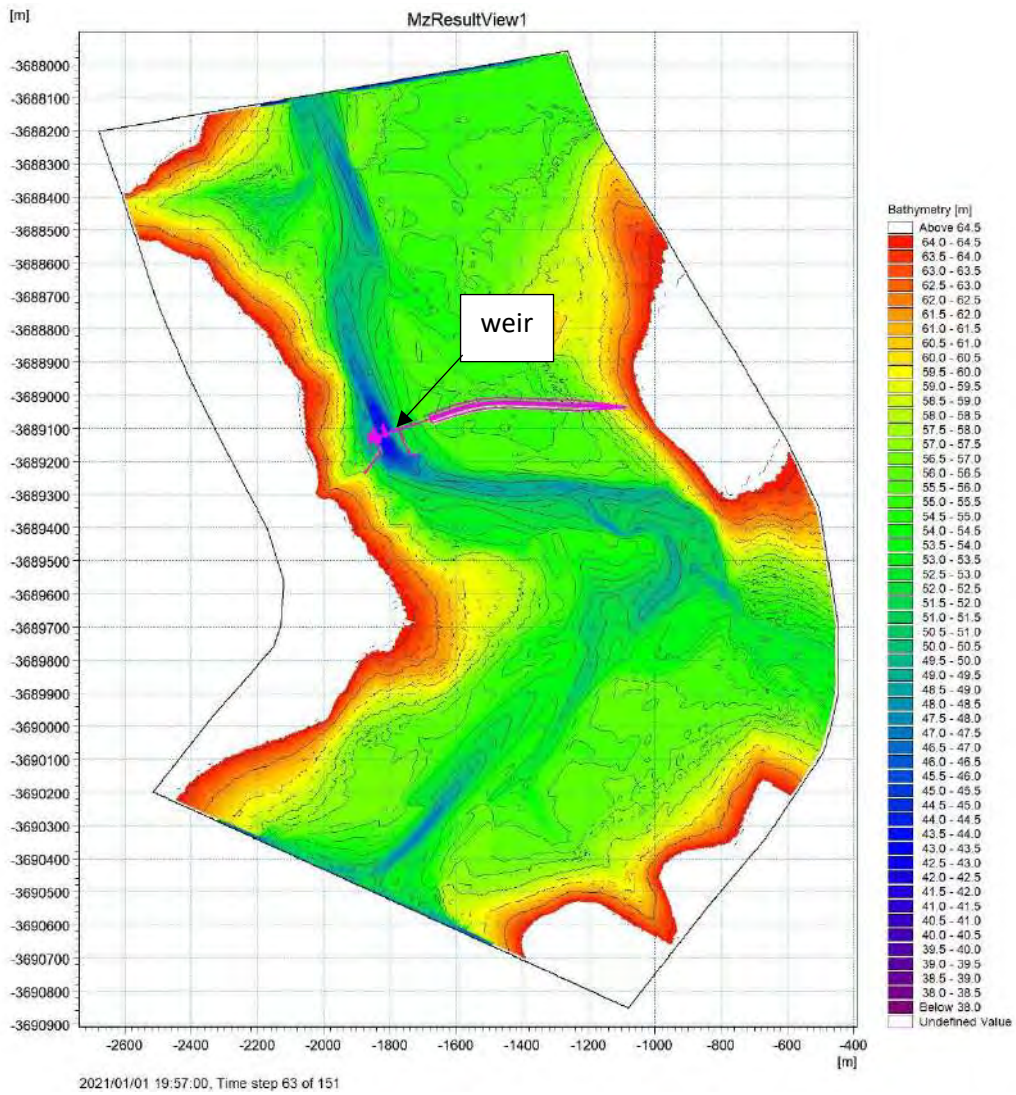 [m]
MzResultView1
-3688000
-3688100
-3688200
-3688300
-3688400
-3688500
-3688600
-3688700
-3688800
-3688900
-3689000
-3689100
-3689200
-3689300
-3689400
-3689500
-3689600
-3689700
-3689800
-3689900
-3690000
-3690100
-3690200
-3690300
-3690400
-3690500
-3690600
-3690700
-3690800
-3690900
weir
-2600 -2400 -2200 -2000 -1800 -1600 -1400 -1200 -1000 -800 -600 -400
[m]
Bathymetry [m]
Above 64.5
64.0 - 64.5
63.5 - 64.0
63.0 - 63.5
62.5 - 63.0
62.0 - 62.5
61.5 - 62.0
61.0 - 61.5
60.5 - 61.0
60.0 - 60.5
59.5 - 60.0
59.0 - 59.5
58.5 - 59.0
58.0 - 58.5
57.5 - 58.0
57.0 - 57.5
56.5 - 57.0
56.0 - 56.5
55.5 - 56.0
55.0 - 55.5
54.5 - 55.0
54.0 - 54.5
53.5 - 54.0
53.0 - 53.5
52.5 - 53.0
52.0 - 52.5
51.5 - 52.0
51.0 - 51.5
50.5 - 51.0
50.0 - 50.5
49.5 - 50.0
49.0 - 49.5
48.5 - 49.0
48.0 - 48.5
47.5 - 48.0
47.0 - 47.5
46.5 - 47.0
46.0 - 46.5
45.5 - 46.0
45.0 - 45.5
44.5 - 45.0
44.0 - 44.5
43.5 - 44.0
43.0 - 43.5
42.5 - 43.0
42.0 - 42.5
41.5 - 42.0
41.0 - 41.5
40.5 - 41.0
40.0 - 40.5
39.5 - 40.0
39.0 - 39.5
38.5 - 39.0
38.0 - 38.5
Below 38.0
Undefined Value
2021/01/01 19:57:00, Time step 63 of 151